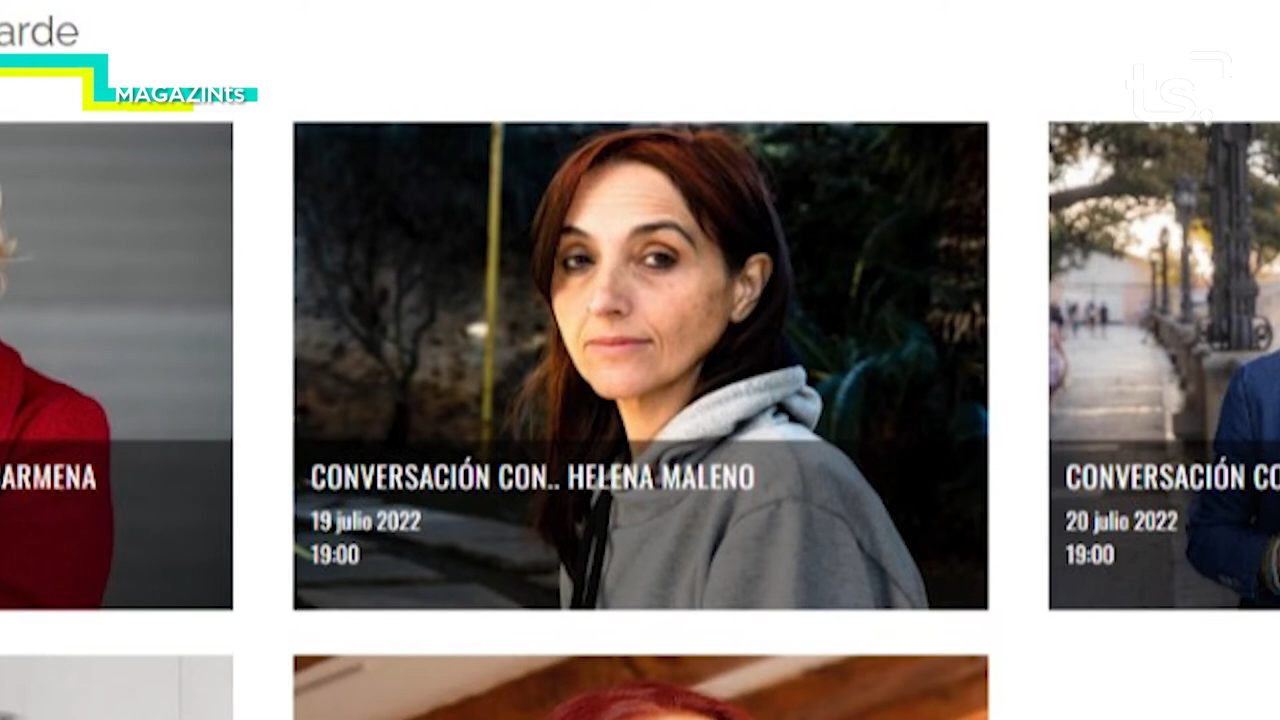 arde
MAGAZINts
ts.
ARMENA
CONVERSACIÓN CON.. HELENA MALENO
19 julio 2022
19:00
CONVERSACIÓN CO
20 julio 2022
19:00